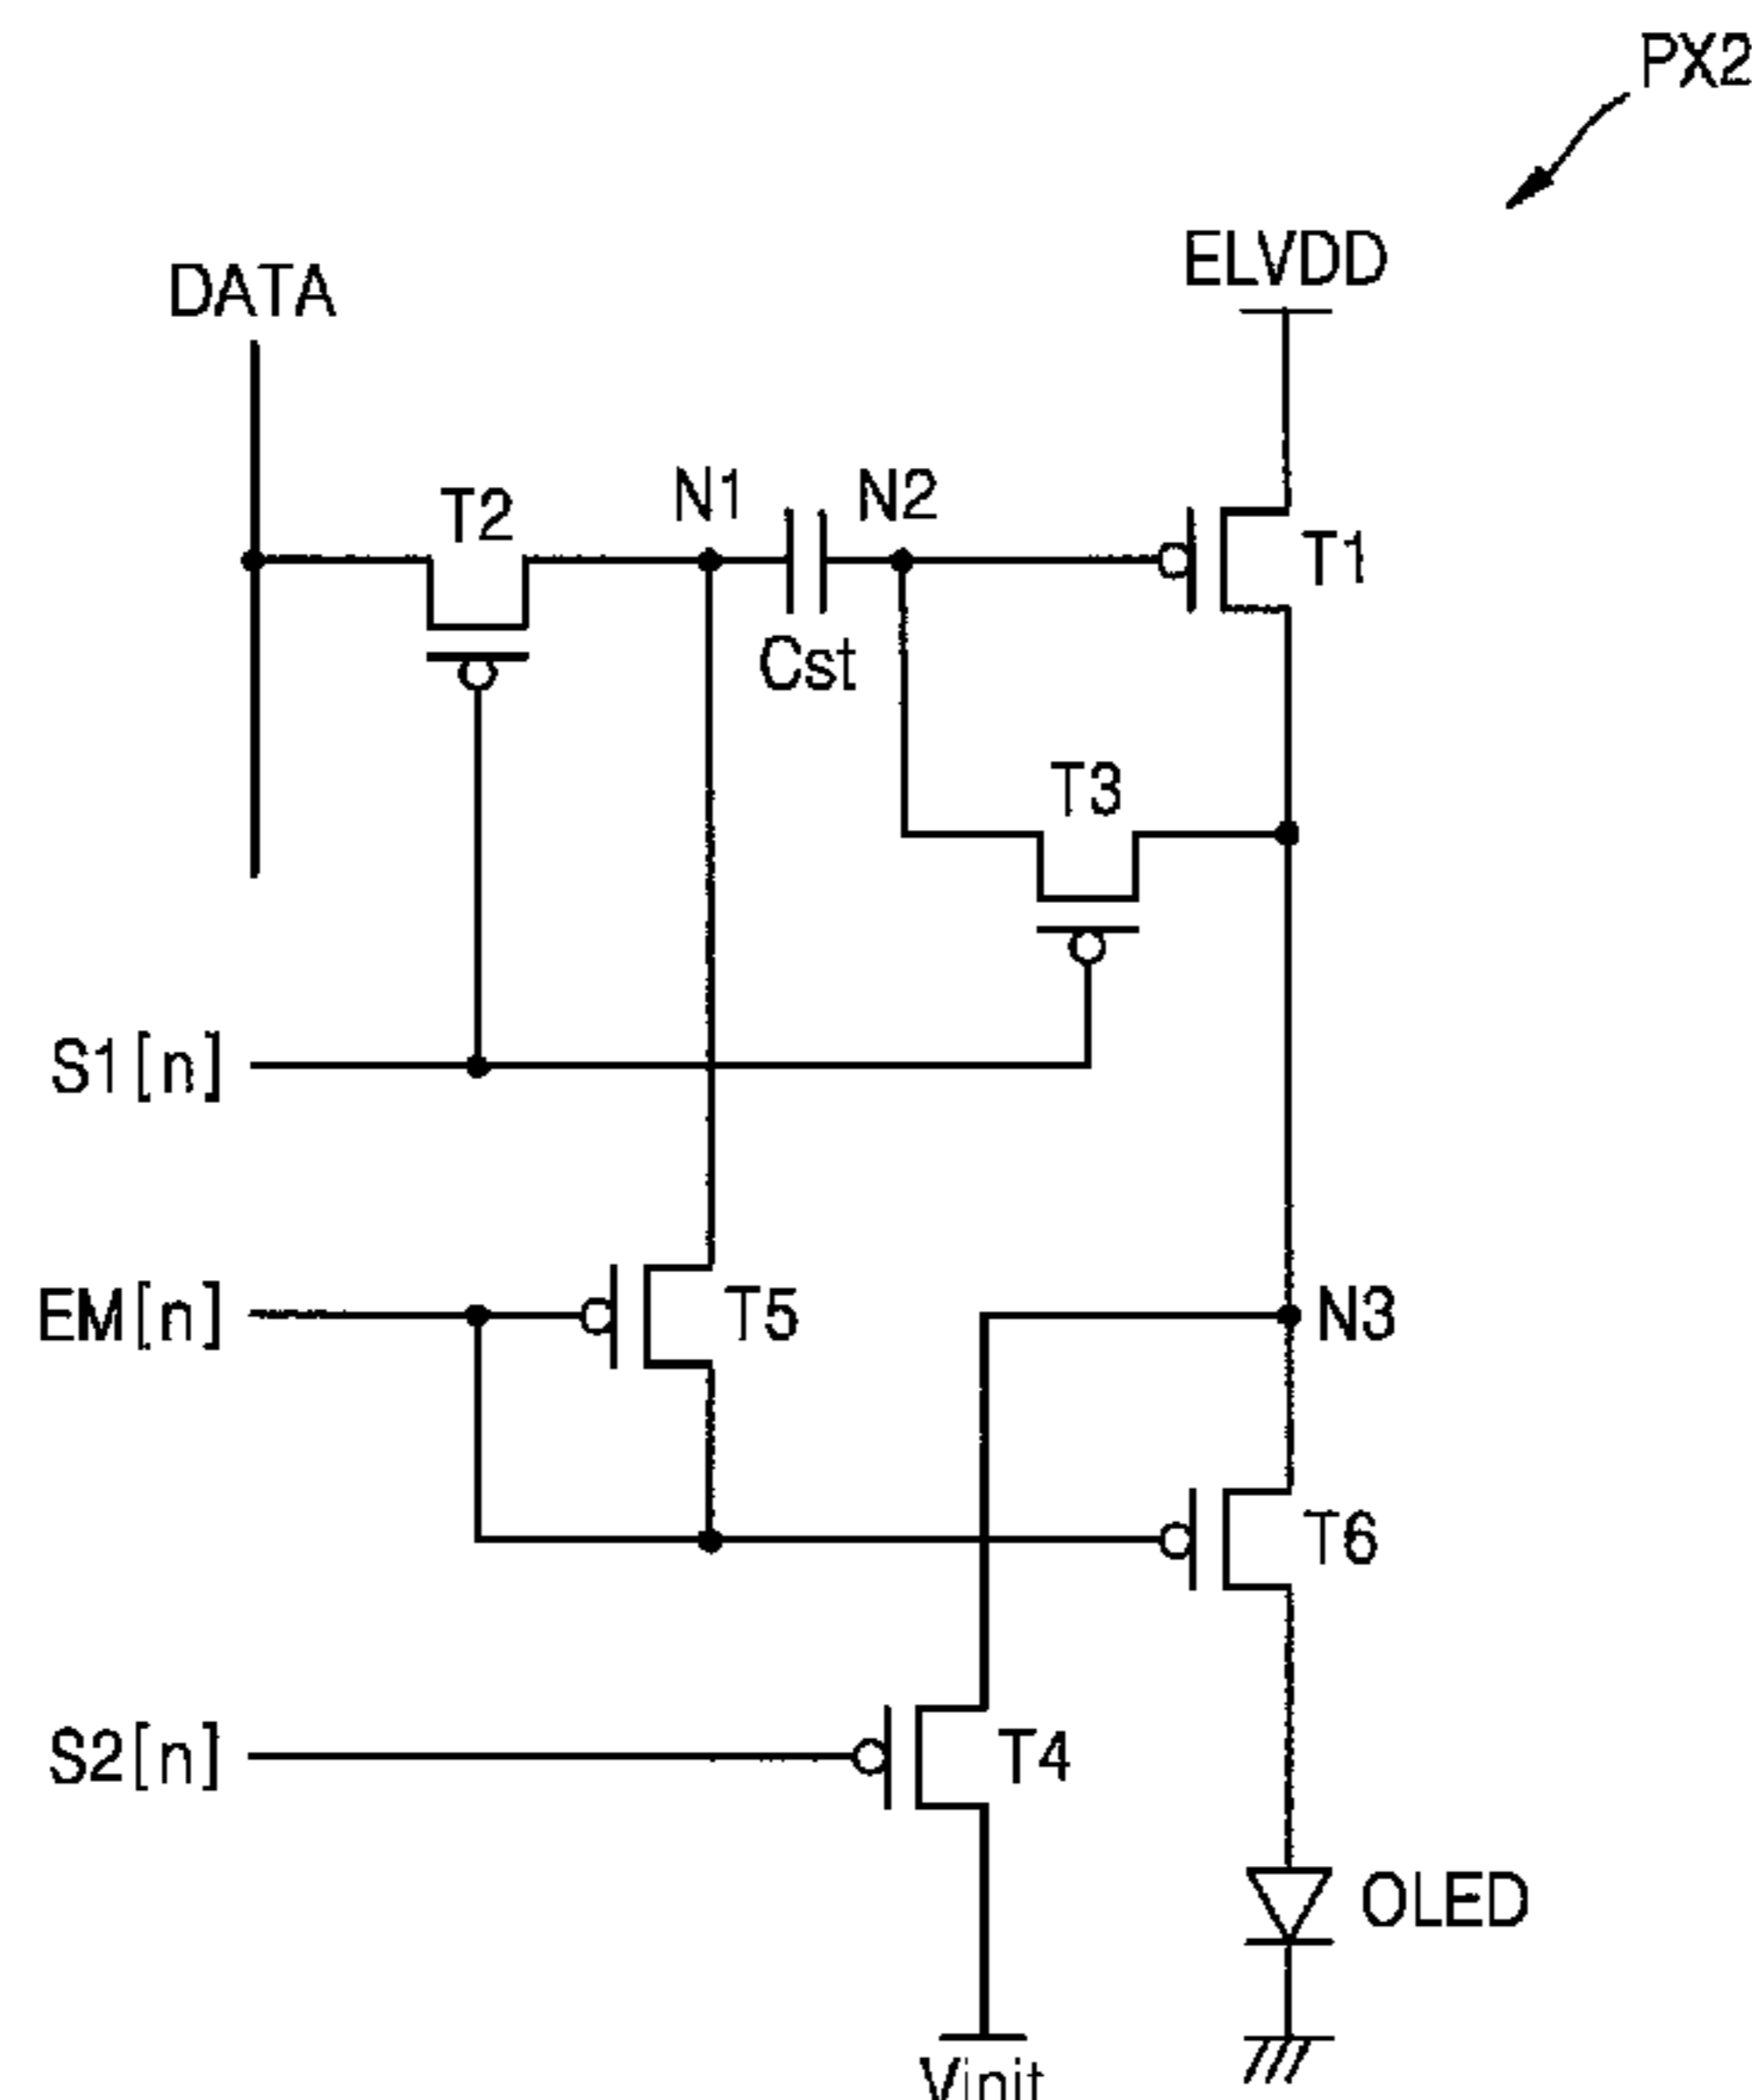 PX2
ELVDD
DATA
T2
N1
N2
T1
Cst
T3
S1[n]
EM[n]
T5
N3
T6
S2[n]
T4
OLED
Vinit